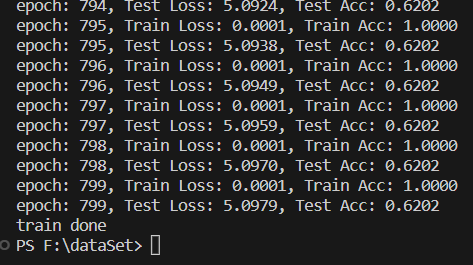 epoch: 794, Test Loss: 5.0924, Test Acc: 0.6202
epoch: 795, Train Loss: 0.0001, Train Acc: 1.0000
epoch: 795, Test Loss: 5.0938, Test Acc: 0.6202
epoch: 796, Train Loss: 0.0001, Train Acc: 1.0000
epoch: 796, Test Loss: 5.0949, Test Acc: 0.6202
epoch: 797, Train Loss: 0.0001, Train Acc: 1.0000
epoch: 797, Test Loss: 5.0959, Test Acc: 0.6202
epoch: 798, Train Loss: 0.0001, Train Acc: 1.0000
epoch: 798, Test Loss: 5.0970, Test Acc: 0.6202
epoch: 799, Train Loss: 0.0001, Train Acc: 1.0000
epoch: 799, Test Loss: 5.0979, Test Acc: 0.6202
train done
PS F:\dataSet>